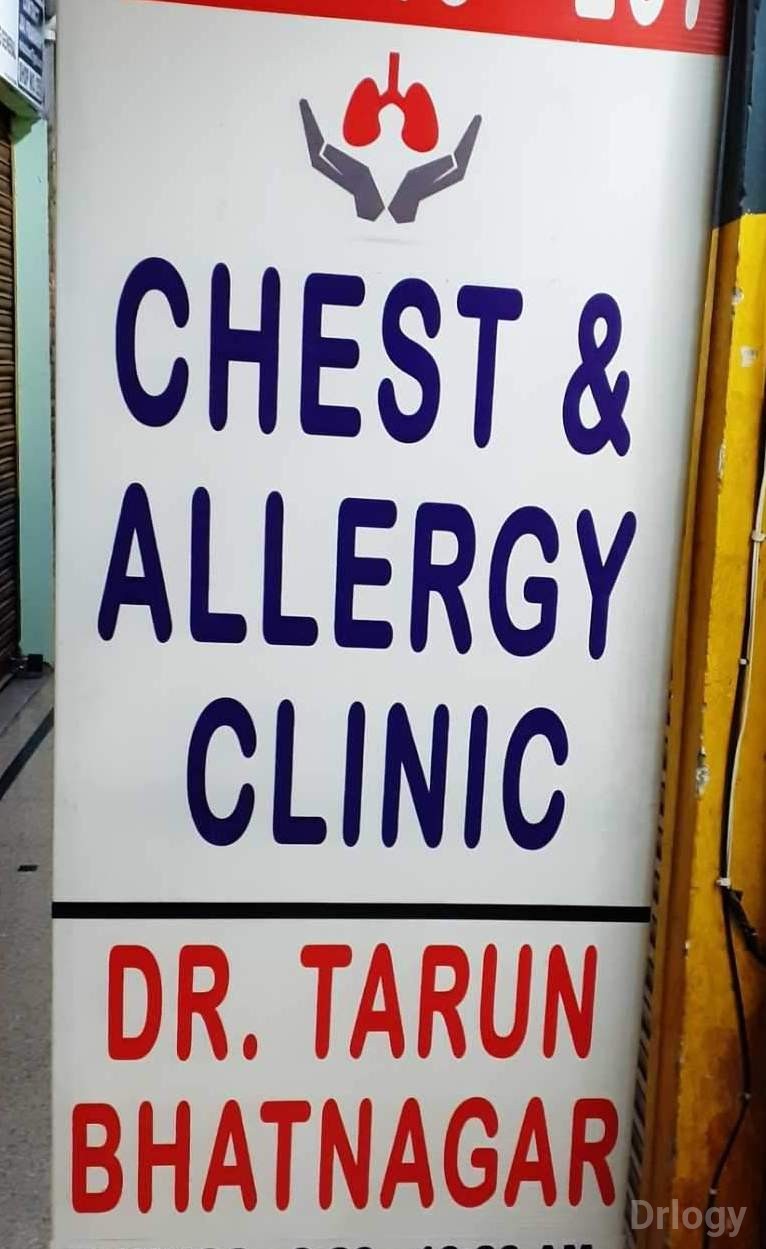 CHEST &
ALLERGY
CLINIC
DR. TARUN
BHATNAGAR
Drlogy